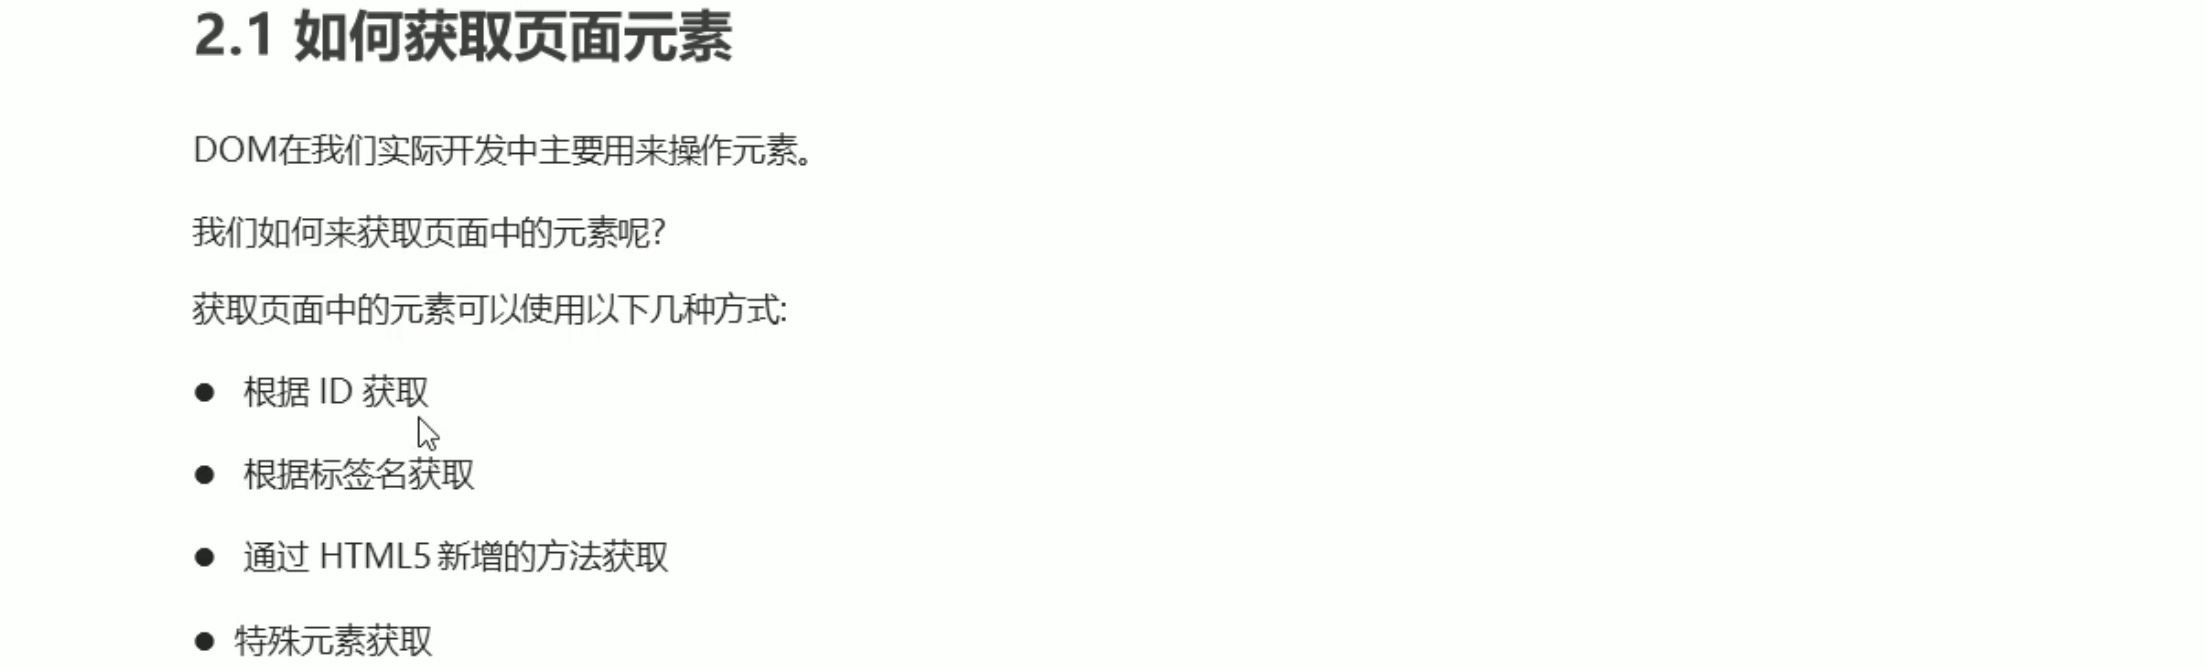 2.1 如何获取页面元素
DOM在我们实际开发中主要用来操作元素。
我们如何来获取页面中的元素呢?
获取页面中的元素可以使用以下几种方式:
● 根据 ID 获取
● 根据标签名获取
● 通过 HTML5 新增的方法获取
● 特殊元素获取